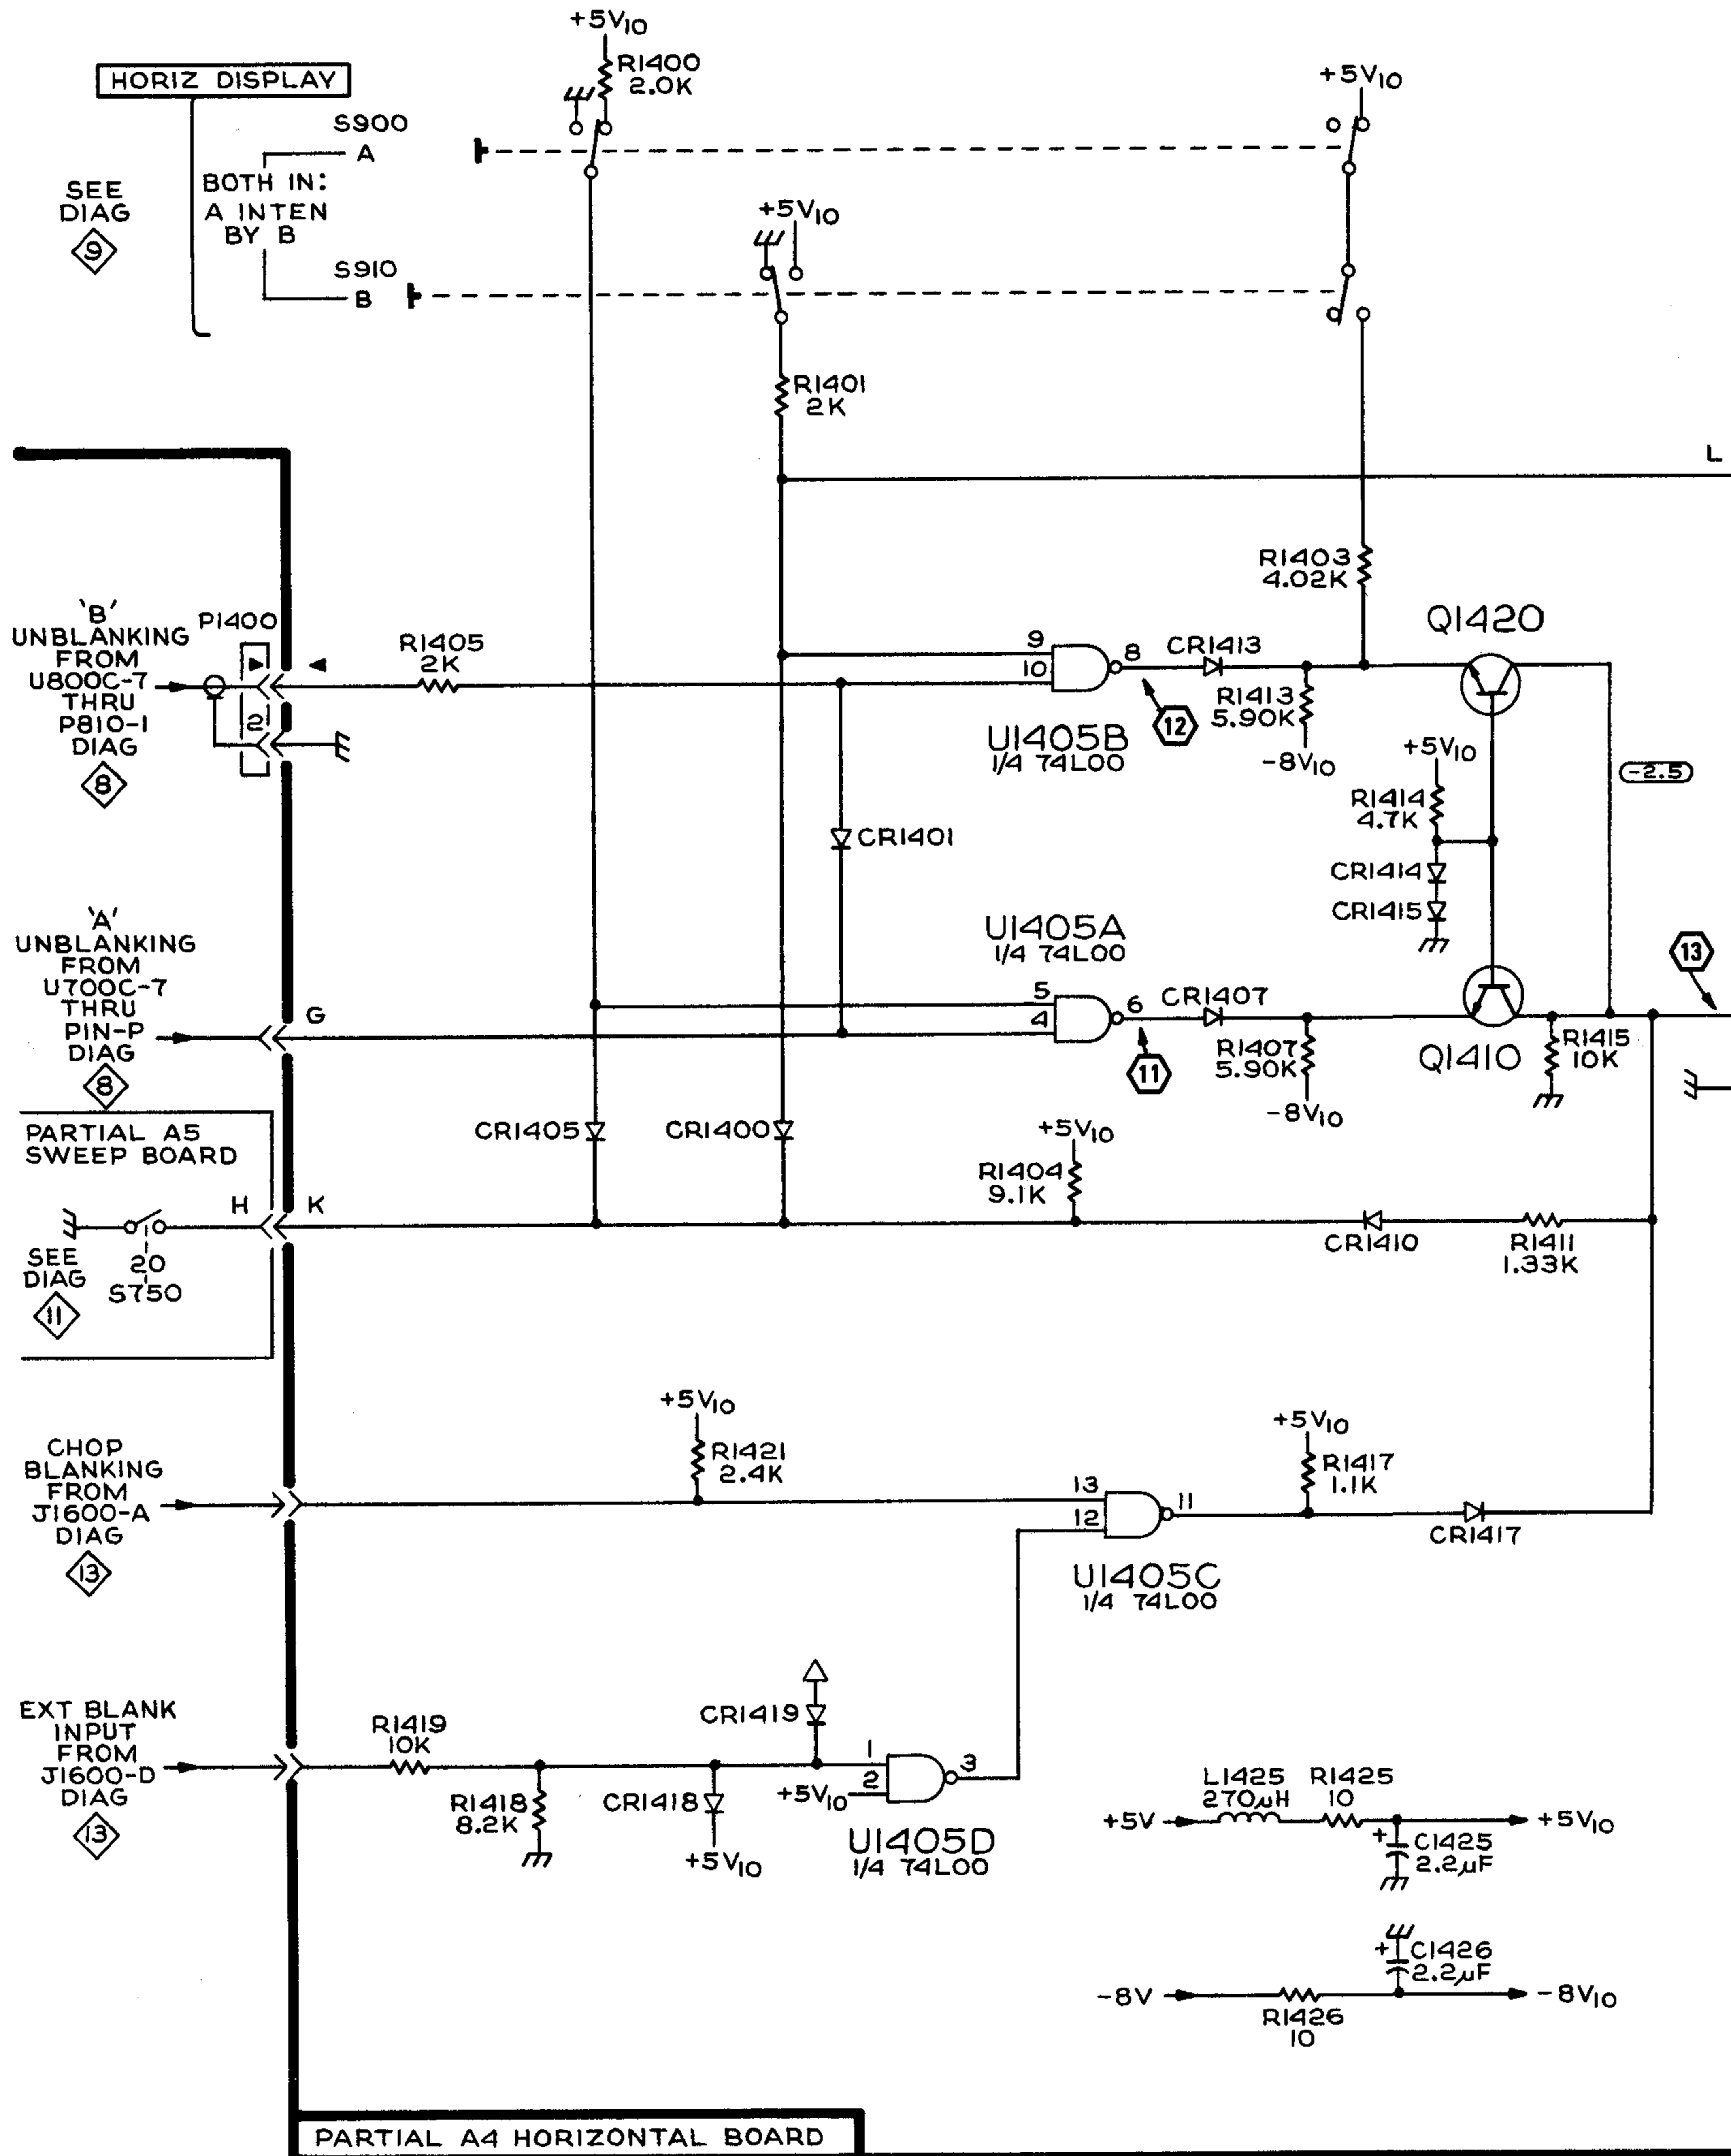 +5V10
R1400
2.0K
HORIZ DISPLAY
S900
A
BOTH IN:
A INTEN
BY B
S910
B
SEE
DIAG
9
+5V10
+5V10
R1401
2K
L
R1403
4.02K
'B'
UNBLANKING
FROM
U800C-7
THRU
P810-1
DIAG
8
P1400
2
R1405
2K
9
10
8
U1405B
1/4 74L00
CR1413
12
R1413
5.90K
-8V10
Q1420
+5V10
R1414
4.7K
CR1414
CR1415
-2.5
CR1401
'A'
UNBLANKING
FROM
U700C-7
THRU
PIN-P
DIAG
8
G
U1405A
1/4 74L00
5
4
6
CR1407
11
R1407
5.90K
-8V10
Q1410
R1415
10K
13
PARTIAL A5
SWEEP BOARD
H
K
SEE
DIAG
11
20
S750
CR1405
CR1400
+5V10
R1404
9.1K
CR1410
R1411
1.33K
CHOP
BLANKING
FROM
J1600-A
DIAG
13
+5V10
R1421
2.4K
13
12
11
U1405C
1/4 74L00
+5V10
R1417
1.1K
CR1417
EXT BLANK
INPUT
FROM
J1600-D
DIAG
13
R1419
10K
R1418
8.2K
CR1418
+5V10
CR1419
1
2
+5V10
3
U1405D
1/4 74L00
+5V
L1425
270µH
R1425
10
+
C1425
2.2µF
+5V10
-8V
R1426
10
+
C1426
2.2µF
-8V10
PARTIAL A4 HORIZONTAL BOARD